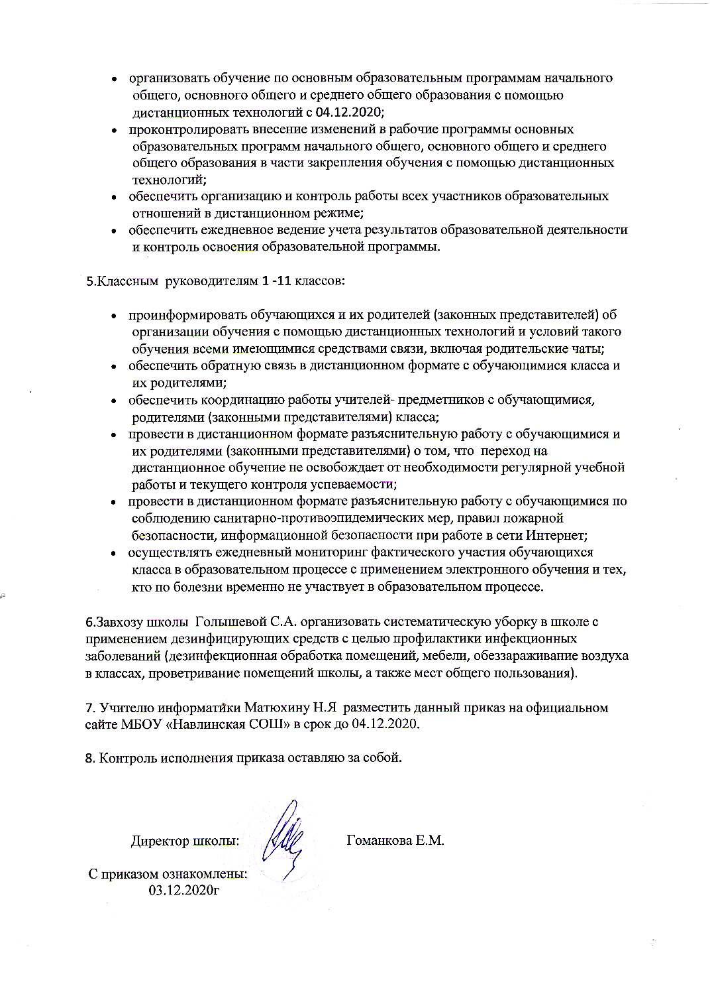 • организовать обучение по основным образовательным программам начального
общего, основного общего и среднего общего образования с помощью
дистанционных технологий с 04.12.2020;
• проконтролировать внесение изменений в рабочие программы основных
образовательных программ начального общего, основного общего и среднего
общего образования в части закрепления обучения с помощью дистанционных
технологий;
• обеспечить организацию и контроль работы всех участников образовательных
отношений в дистанционном режиме;
• обеспечить ежедневное ведение учета результатов образовательной деятельности
и контроль освоения образовательной программы.
5.Классным руководителям 1 -11 классов:
• проинформировать обучающихся и их родителей (законных представителей) об
организации обучения с помощью дистанционных технологий и условий такого
обучения всеми имеющимися средствами связи, включая родительские чаты;
• обеспечить обратную связь в дистанционном формате с обучающимися класса и
их родителями;
• обеспечить координацию работы учителей- предметников с обучающимися,
родителями (законными представителями) класса;
• провести в дистанционном формате разъяснительную работу с обучающимися и
их родителями (законными представителями) о том, что переход на
дистанционное обучение не освобождает от необходимости регулярной учебной
работы и текущего контроля успеваемости;
• провести в дистанционном формате разъяснительную работу с обучающимися по
соблюдению санитарно-противоэпидемических мер, правил пожарной
безопасности, информационной безопасности при работе в сети Интернет;
• осуществлять ежедневный мониторинг фактического участия обучающихся
класса в образовательном процессе с применением электронного обучения и тех,
кто по болезни временно не участвует в образовательном процессе.
6.Завхозу школы Голышевой С.А. организовать систематическую уборку в школе с
применением дезинфицирующих средств с целью профилактики инфекционных
заболеваний (дезинфекционная обработка помещений, мебели, обеззараживание воздуха
в классах, проветривание помещений школы, а также мест общего пользования).
7. Учителю информатики Матюхину Н.Я разместить данный приказ на официальном
сайте МБОУ «Навлинская СОШ» в срок до 04.12.2020.
8. Контроль исполнения приказа оставляю за собой.
Директор школы: Гоманкова Е.М.
С приказом ознакомлены:
03.12.2020г